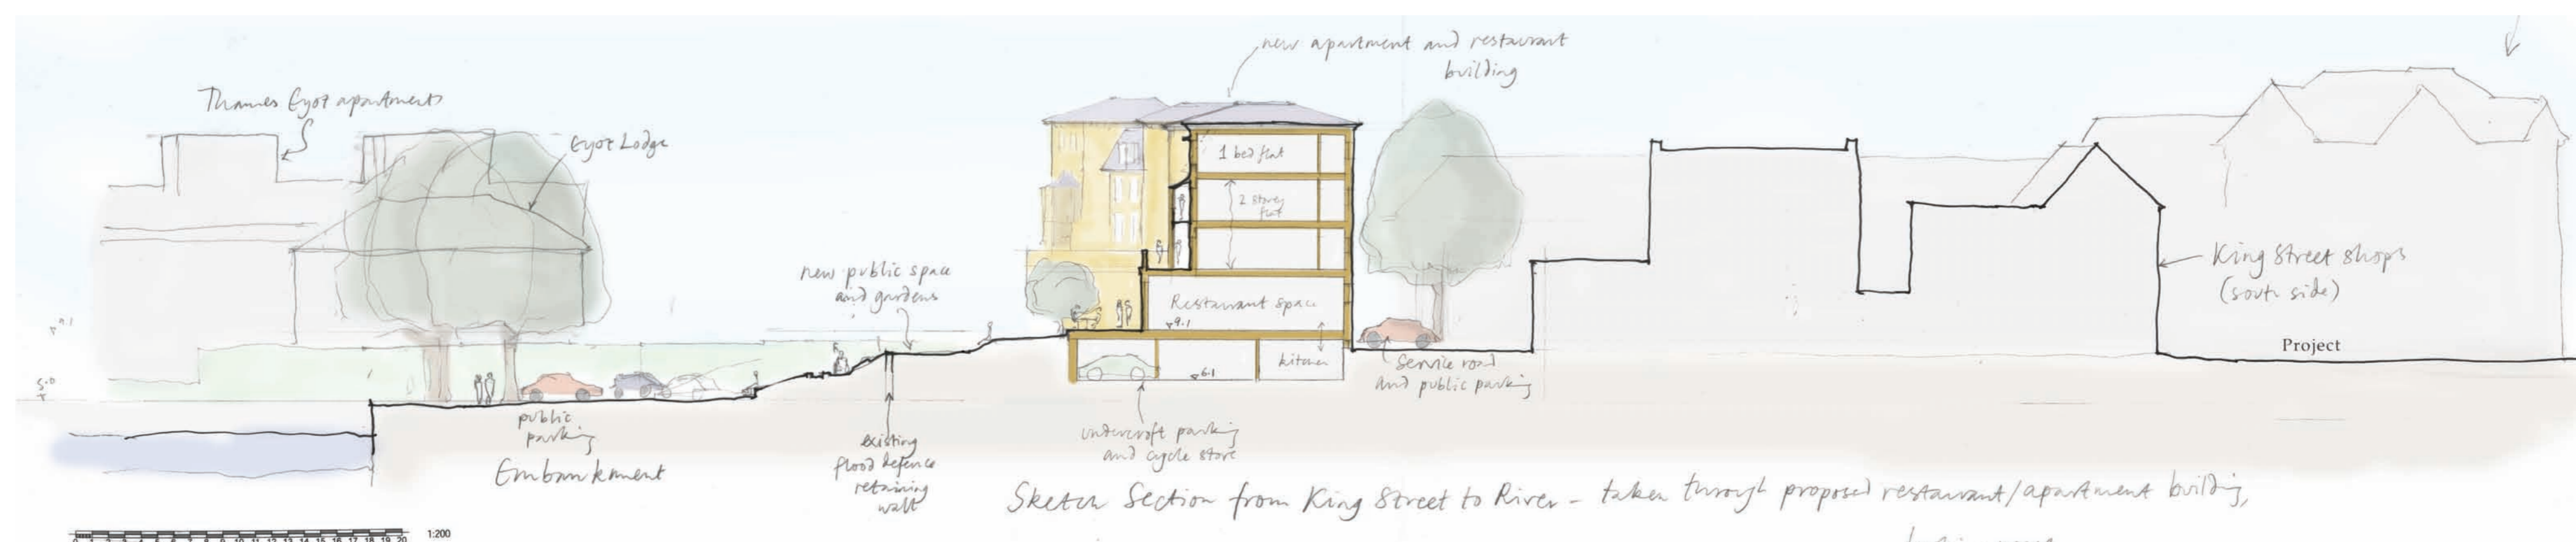 new apartment and restaurant
building
Thames Eyot apartments
Eyot Lodge
1 bed flat
2 storey
flat
new public space
and gardens
King Street shops
(south side)
Restaurant space
9.1
9.1
Project
kitchen
service road
and public parking
6.1
5.0
public
parking
Embankment
existing
flood defence
retaining
wall
undercroft parking
and cycle store
Sketch Section from King Street to River - taken through proposed restaurant/apartment building,
0 1 2 3 4 5 6 7 8 9 10 11 12 13 14 15 16 17 18 19 20
1:200